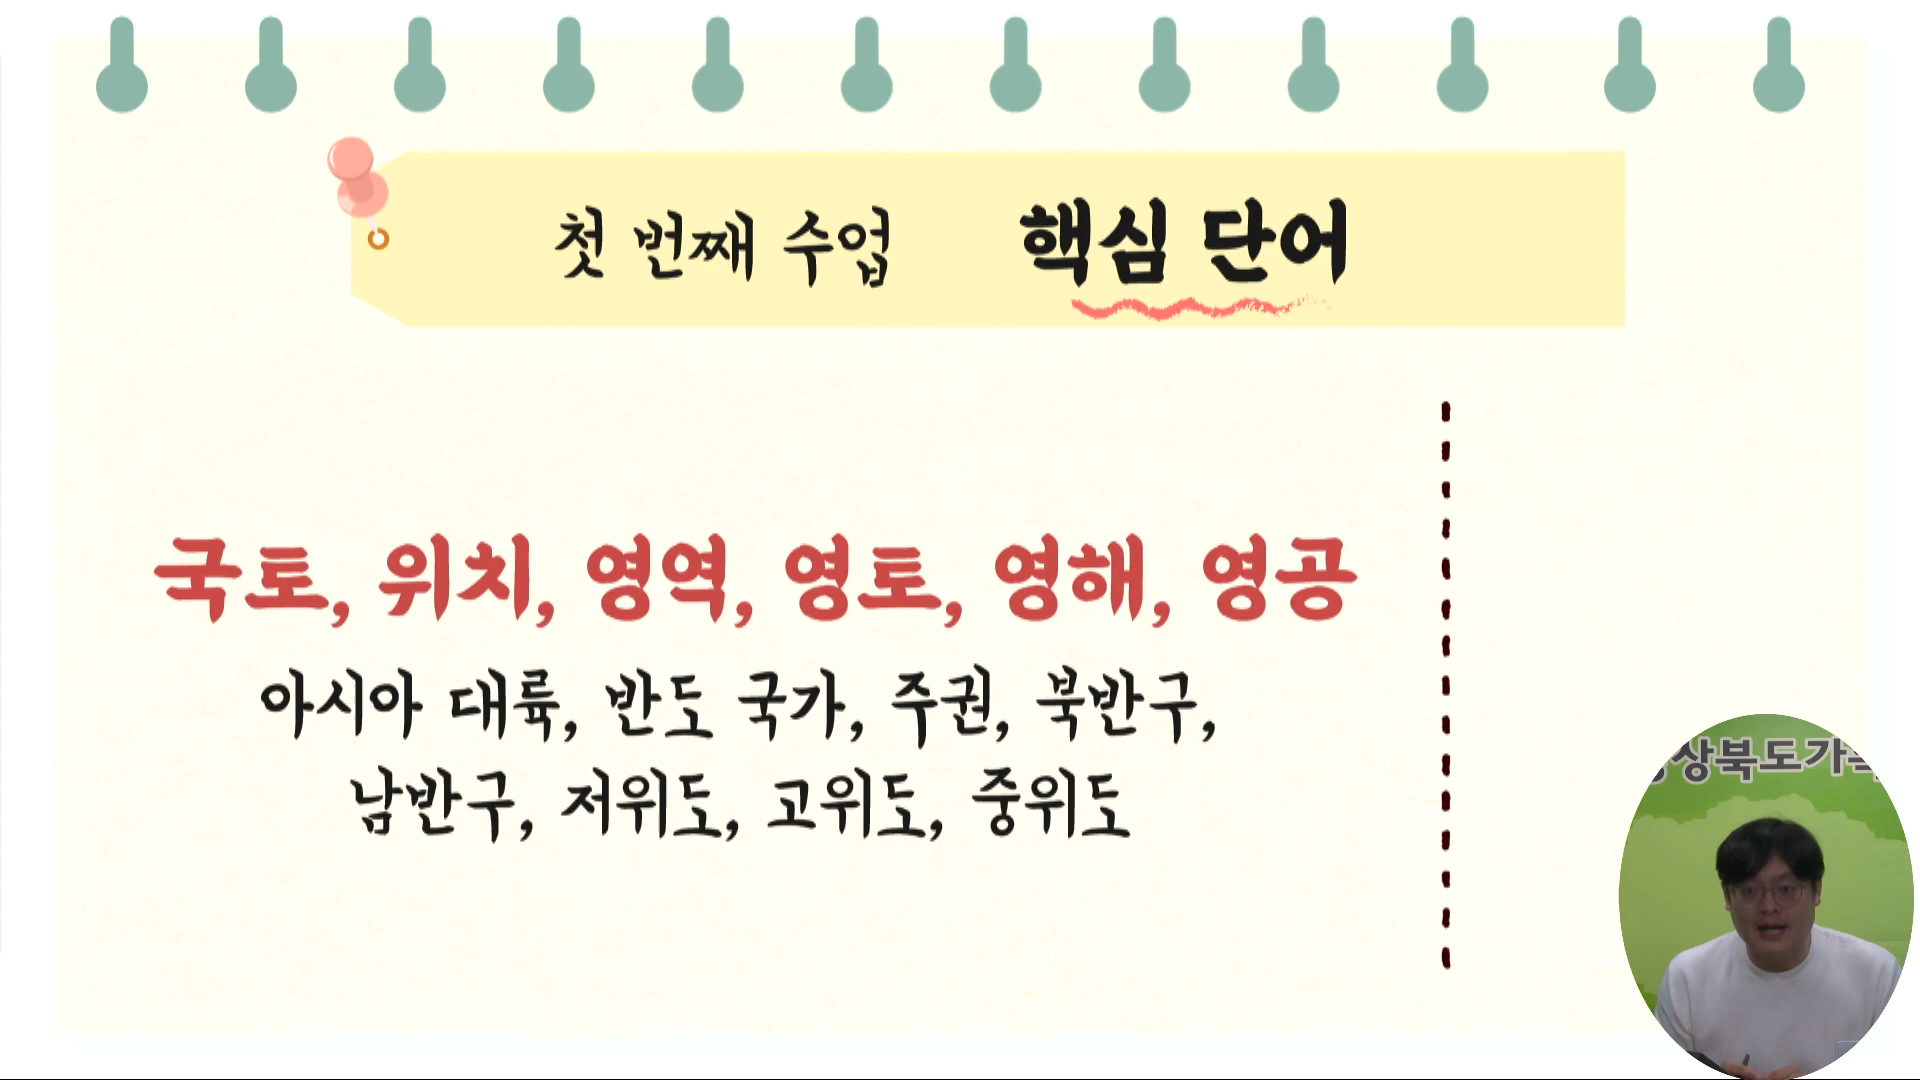 첫 번째 수업 핵심 단어
국토, 위치, 영역, 영토, 영해, 영공
아시아 대륙, 반도 국가, 주권, 북반구,
남반구, 저위도, 고위도, 중위도
상북도가